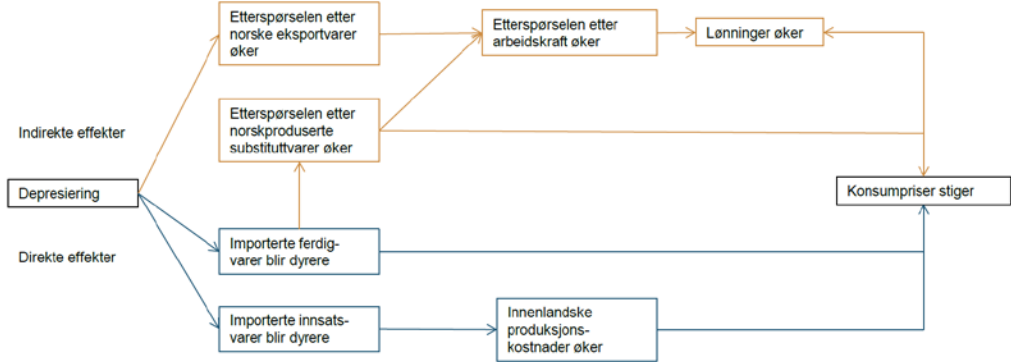 Etterspørselen etter
norske eksportvarer
øker
Etterspørselen etter
arbeidskraft øker
Lønninger øker
Etterspørselen etter
norskproduserte
substituttvarer øker
Indirekte effekter
Depresiering
Konsumpriser stiger
Direkte effekter
Importerte ferdig-
varer blir dyrere
Importerte innsats-
varer blir dyrere
Innenlandske
produksjons-
kostnader øker